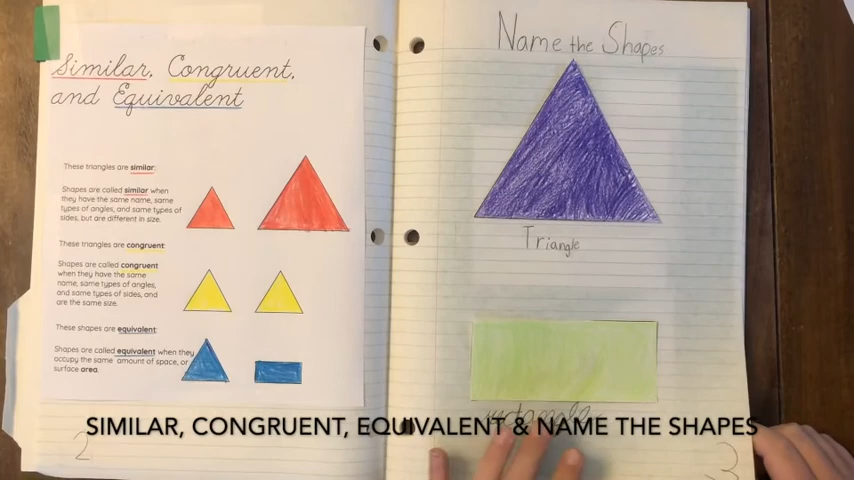 Similar, Congruent,
and Equivalent
These triangles are similar:
Shapes are called similar when
they have the same name, same
types of angles, and same types of
sides, but are different in size.
These triangles are congruent:
Shapes are called congruent
when they have the same
name, same types of angles,
and same types of sides, and
are the same size.
These shapes are equivalent:
Shapes are called equivalent when they
occupy the same amount of space, or
surface area.
2
Name the Shapes
Triangle
rectangle
3
SIMILAR, CONGRUENT, EQUIVALENT & NAME THE SHAPES